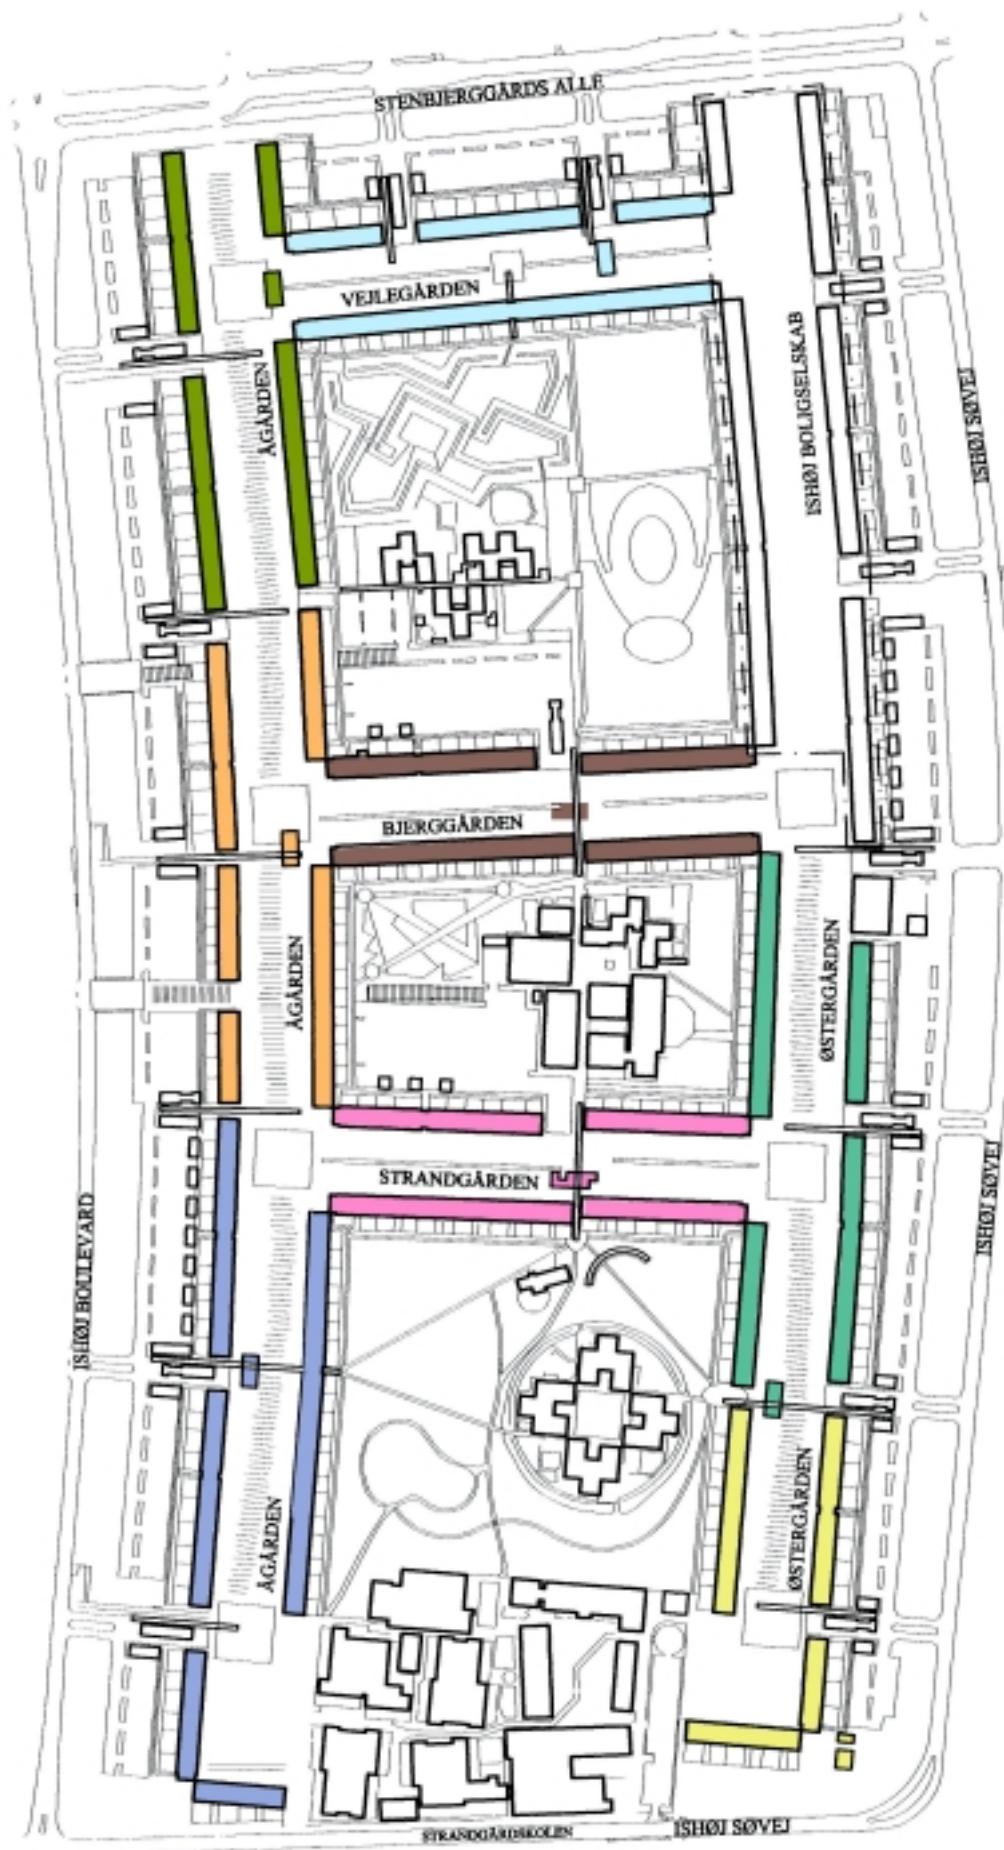 STENBJERGGÅRDS ALLE
VEJLEGÅRDEN
ÅGÅRDEN
ISHØJ BOLIGSELSKAB
ISHØJ SØVEJ
BJERGGÅRDEN
ÅGÅRDEN
ØSTERGÅRDEN
STRANDGÅRDEN
ISHØJ BOULEVARD
ISHØJ SØVEJ
ÅGÅRDEN
ØSTERGÅRDEN
STRANDGÅRDSKOLEN
ISHØJ SØVEJ